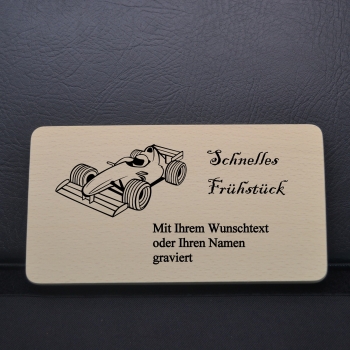 Schnelles
Frühstück
Mit Ihrem Wunschtext
oder Ihren Namen
graviert